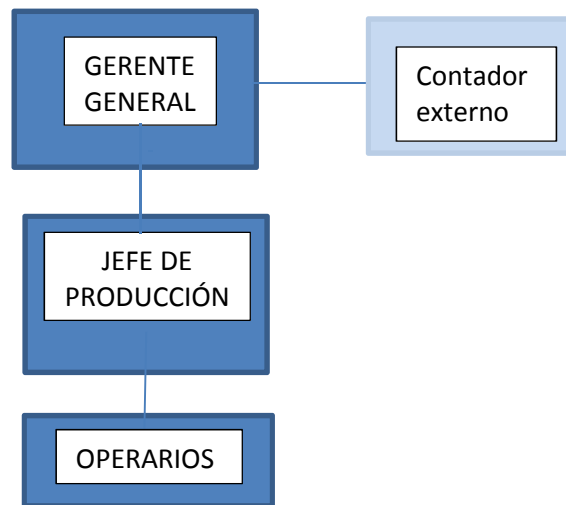 GERENTE
GENERAL
Contador
externo
JEFE DE
PRODUCCIÓN
OPERARIOS